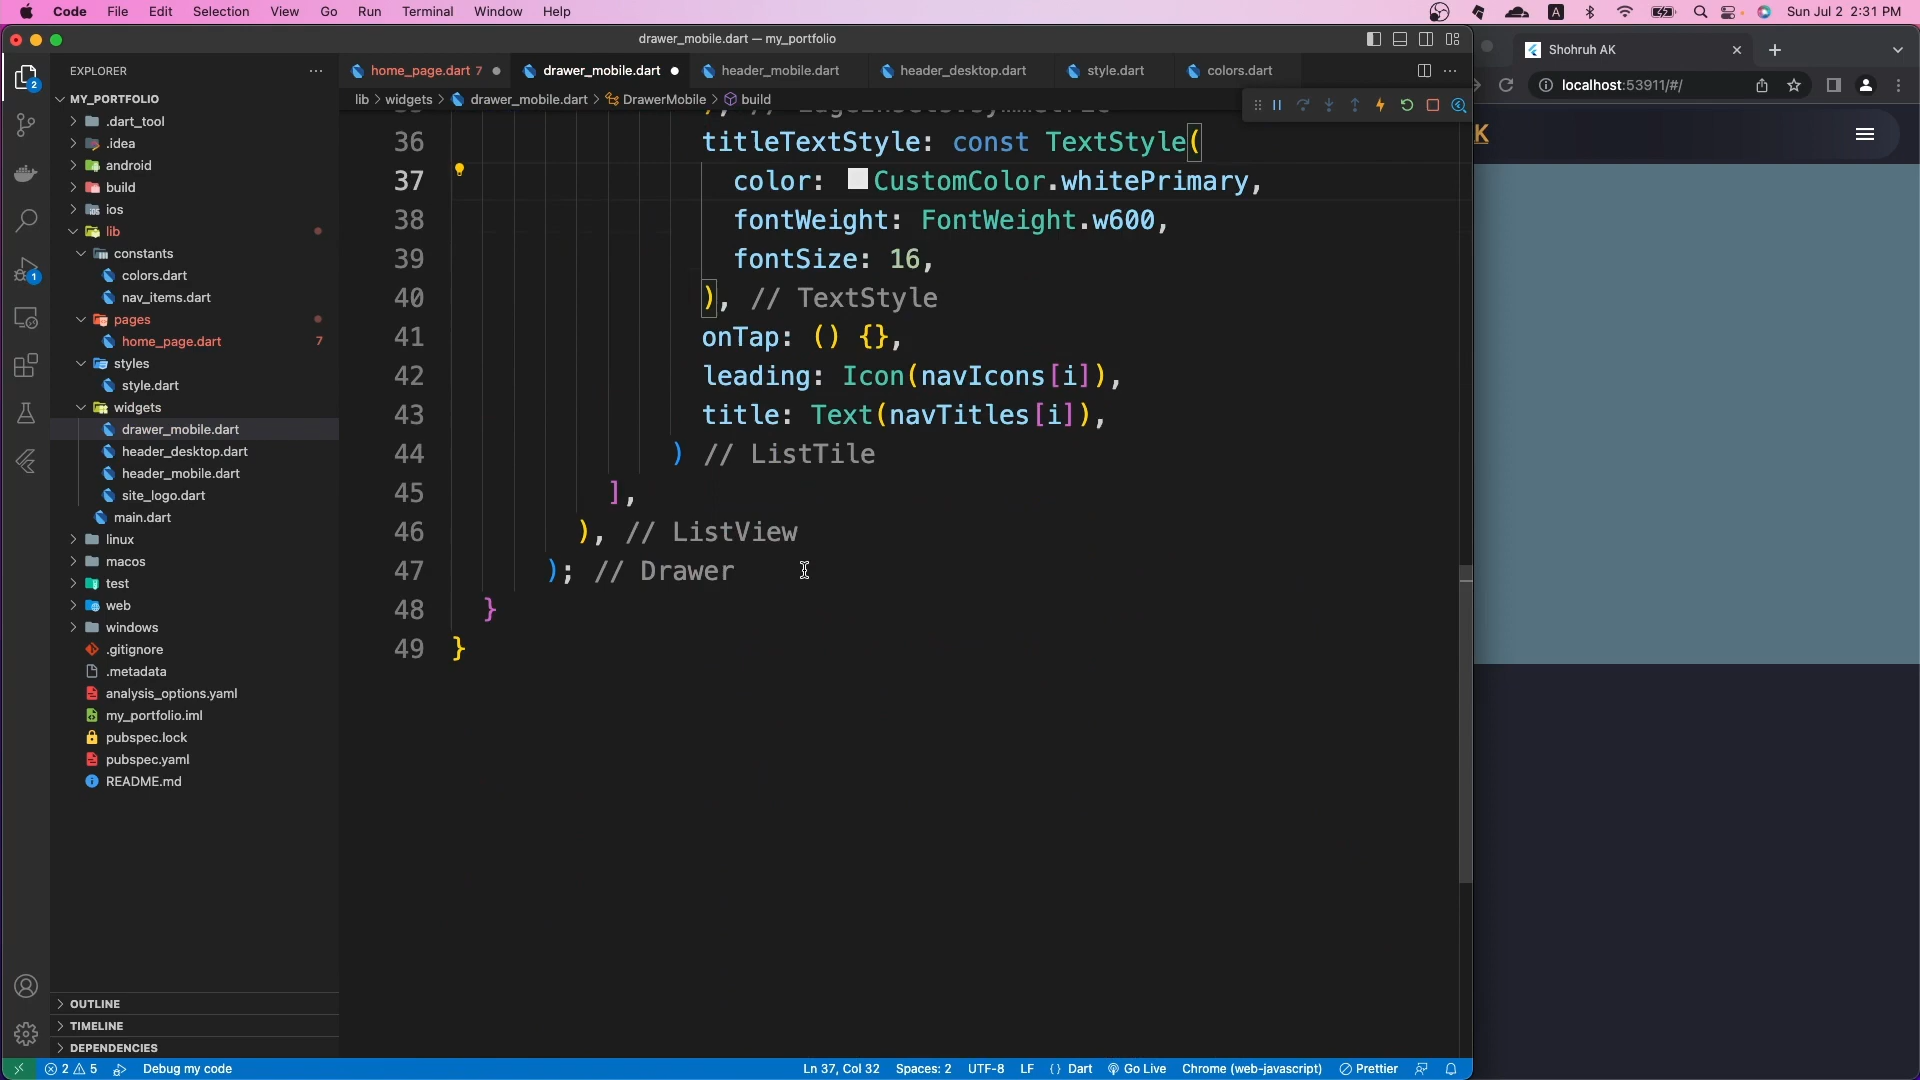 Code File Edit Selection View Go Run Terminal Window Help
A
Sun Jul 2 2:31 PM
drawer_mobile.dart — my_portfolio
Shohruh AK
EXPLORER
home_page.dart 7
drawer_mobile.dart
header_mobile.dart
header_desktop.dart
style.dart
colors.dart
localhost:53911/#/
lib > widgets > drawer_mobile.dart > DrawerMobile > build
K
MY_PORTFOLIO
.dart_tool
.idea
android
build
ios
lib
constants
colors.dart
nav_items.dart
pages
home_page.dart 7
styles
style.dart
widgets
drawer_mobile.dart
header_desktop.dart
header_mobile.dart
site_logo.dart
main.dart
linux
macos
test
web
windows
.gitignore
.metadata
analysis_options.yaml
my_portfolio.iml
pubspec.lock
pubspec.yaml
README.md
OUTLINE
TIMELINE
DEPENDENCIES
2
1
36 titleTextStyle: const TextStyle(
37 color: CustomColor.whitePrimary,
38 fontWeight: FontWeight.w600,
39 fontSize: 16,
40 ), // TextStyle
41 onTap: () {},
42 leading: Icon(navIcons[i]),
43 title: Text(navTitles[i]),
44 ) // ListTile
45 ],
46 ), // ListView
47 ); // Drawer
48 }
49 }
2 5 Debug my code
Ln 37, Col 32 Spaces: 2 UTF-8 LF {} Dart Go Live Chrome (web-javascript) Prettier